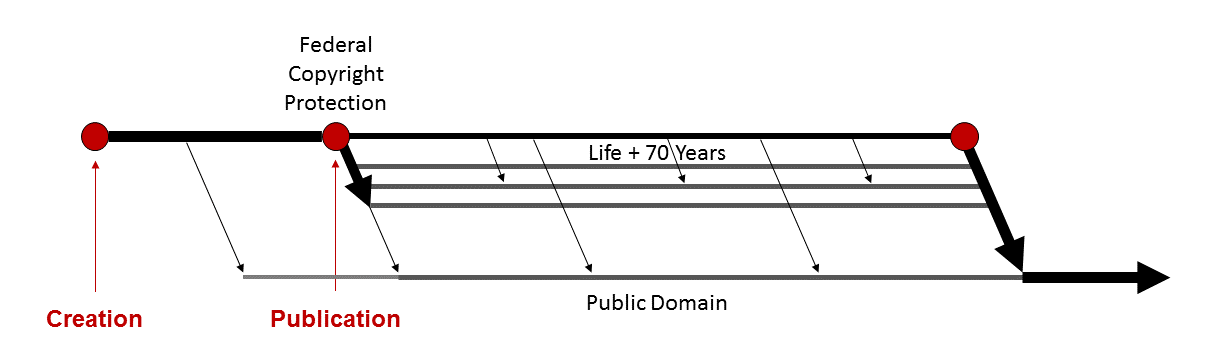 Federal
Copyright
Protection
Life + 70 Years
Public Domain
Creation
Publication